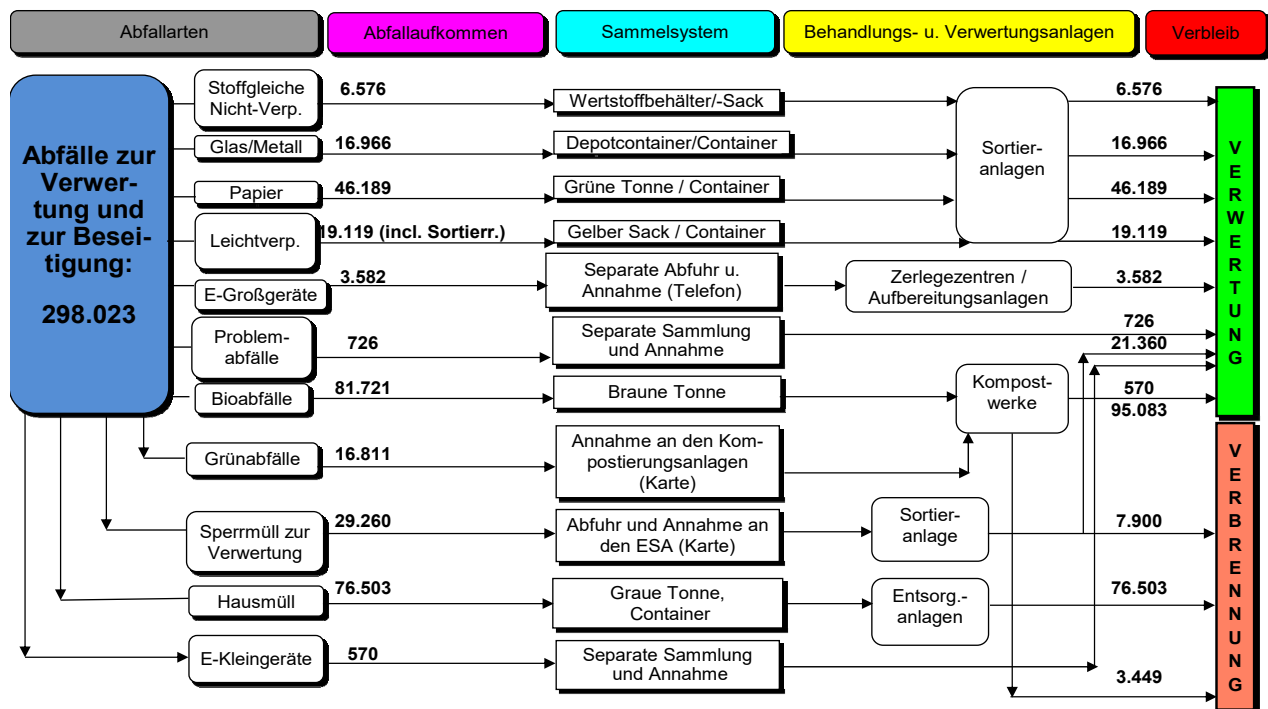 Abfallarten
Abfallaufkommen
Sammelsystem
Behandlungs- u. Verwertungsanlagen
Verbleib
Abfälle zur
Verwer-
tung und
zur Besei-
tigung:
298.023
Stoffgleiche
Nicht-Verp.
6.576
Wertstoffbehälter/-Sack
6.576
Glas/Metall
16.966
Depotcontainer/Container
Sortier-
anlagen
16.966
Papier
46.189
Grüne Tonne / Container
46.189
Leichtverp.
19.119 (incl. Sortierr.)
Gelber Sack / Container
19.119
E-Großgeräte
3.582
Separate Abfuhr u.
Annahme (Telefon)
Zerlegezentren /
Aufbereitungsanlagen
3.582
Problem-
abfälle
726
Separate Sammlung
und Annahme
726
21.360
Bioabfälle
81.721
Braune Tonne
Kompost-
werke
570
95.083
Grünabfälle
16.811
Annahme an den Kom-
postierungsanlagen
(Karte)
Sperrmüll zur
Verwertung
29.260
Abfuhr und Annahme an
den ESA (Karte)
Sortier-
anlage
7.900
Hausmüll
76.503
Graue Tonne,
Container
Entsorg.-
anlagen
76.503
E-Kleingeräte
570
Separate Sammlung
und Annahme
3.449
V
E
R
W
E
R
T
U
N
G
V
E
R
B
R
E
N
N
U
N
G